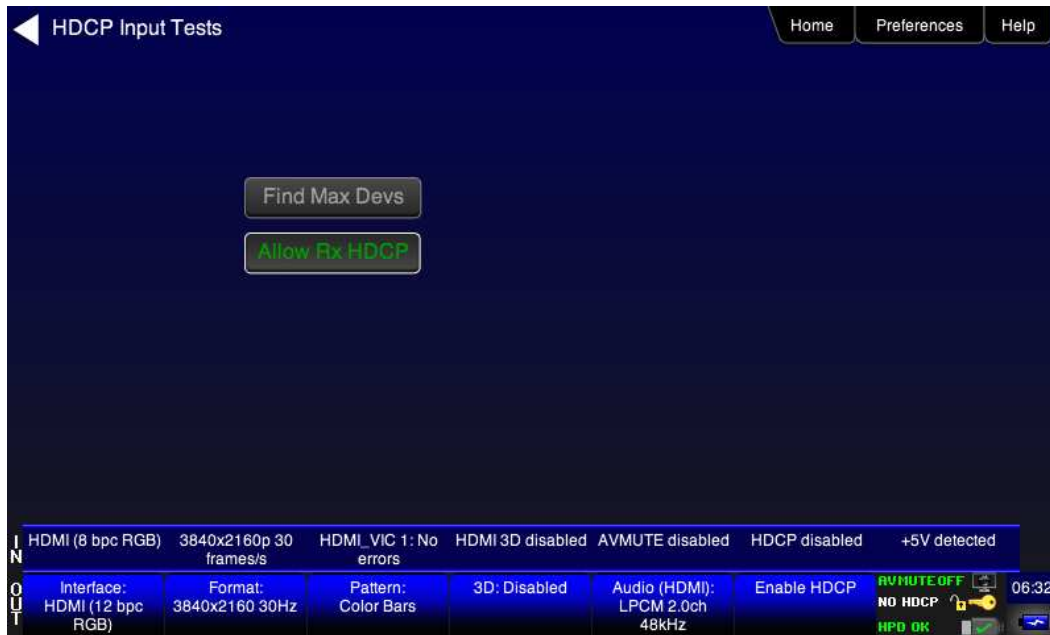 HDCP Input Tests
Home Preferences Help
Find Max Devs
Allow Rx HDCP
IN
HDMI (8 bpc RGB) 3840x2160p 30 HDMI_VIC 1: No HDMI 3D disabled AVMUTE disabled HDCP disabled +5V detected
frames/s errors
OUT
Interface: Format: Pattern: 3D: Disabled Audio (HDMI): Enable HDCP AVMUTE OFF
HDMI (12 bpc 3840x2160 30Hz Color Bars LPCM 2.0ch NO HDCP 06:32
RGB) 48kHz HPD OK